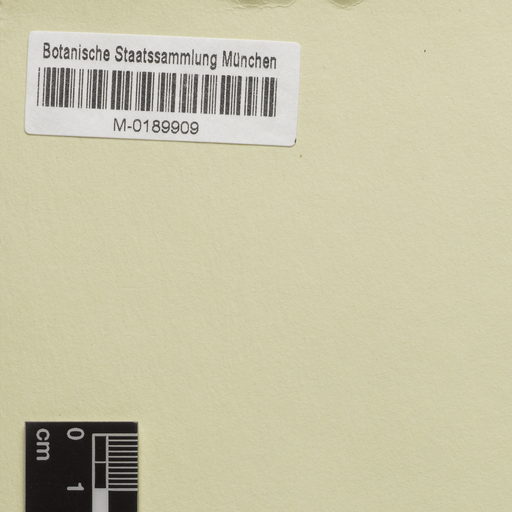 Botanische Staatssammlung München
M-0189909
cm
0
1